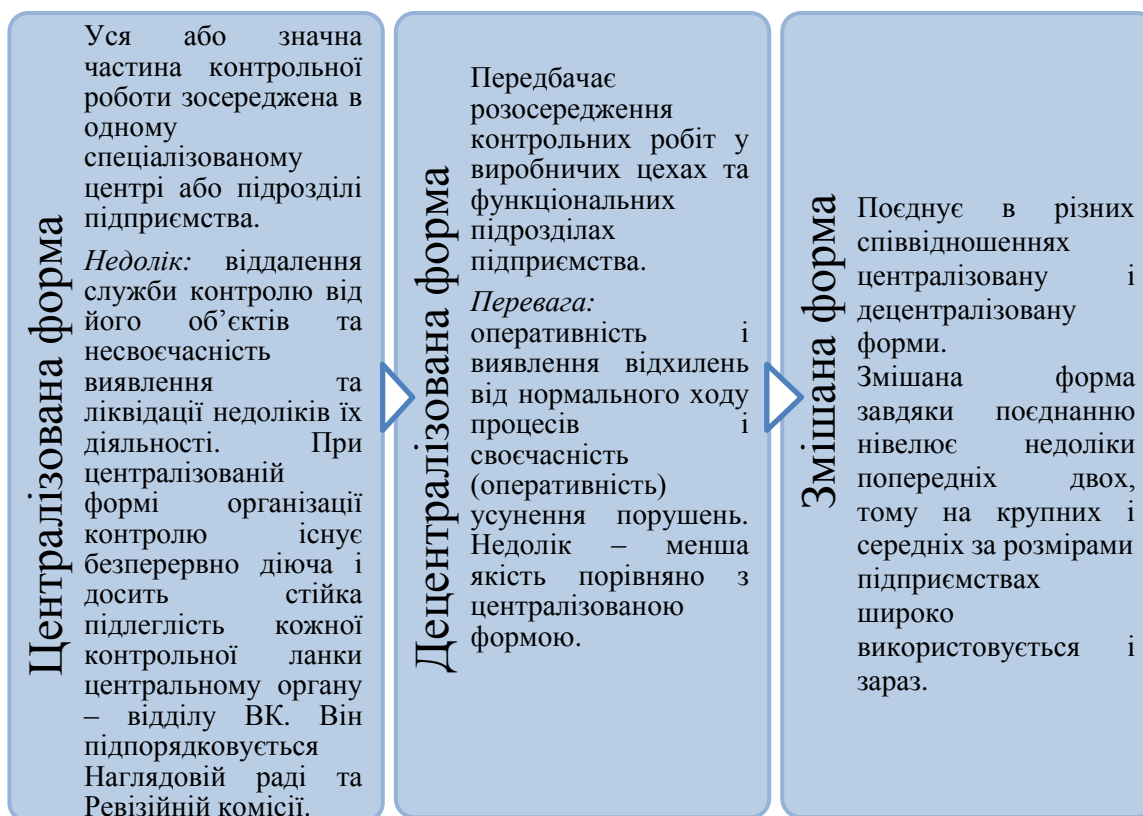 Централізована форма
Уся або значна
частина контрольної
роботи зосереджена в
одному
спеціалізованому
центрі або підрозділі
підприємства.
Недолік: віддалення
служби контролю від
його об’єктів та
несвоєчасність
виявлення та
ліквідації недоліків їх
діяльності. При
централізованій
формі організації
контролю існує
безперервно діюча і
досить стійка
підлеглість кожної
контрольної ланки
центральному органу
– відділу ВК. Він
підпорядковується
Наглядовій раді та
Ревізійній комісії.
Децентралізована форма
Передбачає
розосередження
контрольних робіт у
виробничих цехах та
функціональних
підрозділах
підприємства.
Перевага:
оперативність і
виявлення відхилень
від нормального ходу
процесів і
своєчасність
(оперативність)
усунення порушень.
Недолік – менша
якість порівняно з
централізованою
формою.
Змішана форма
Поєднує в різних
співвідношеннях
централізовану і
децентралізовану
форми.
Змішана форма
завдяки поєднанню
нівелює недоліки
попередніх двох,
тому на крупних і
середніх за розмірами
підприємствах
широко
використовується і
зараз.